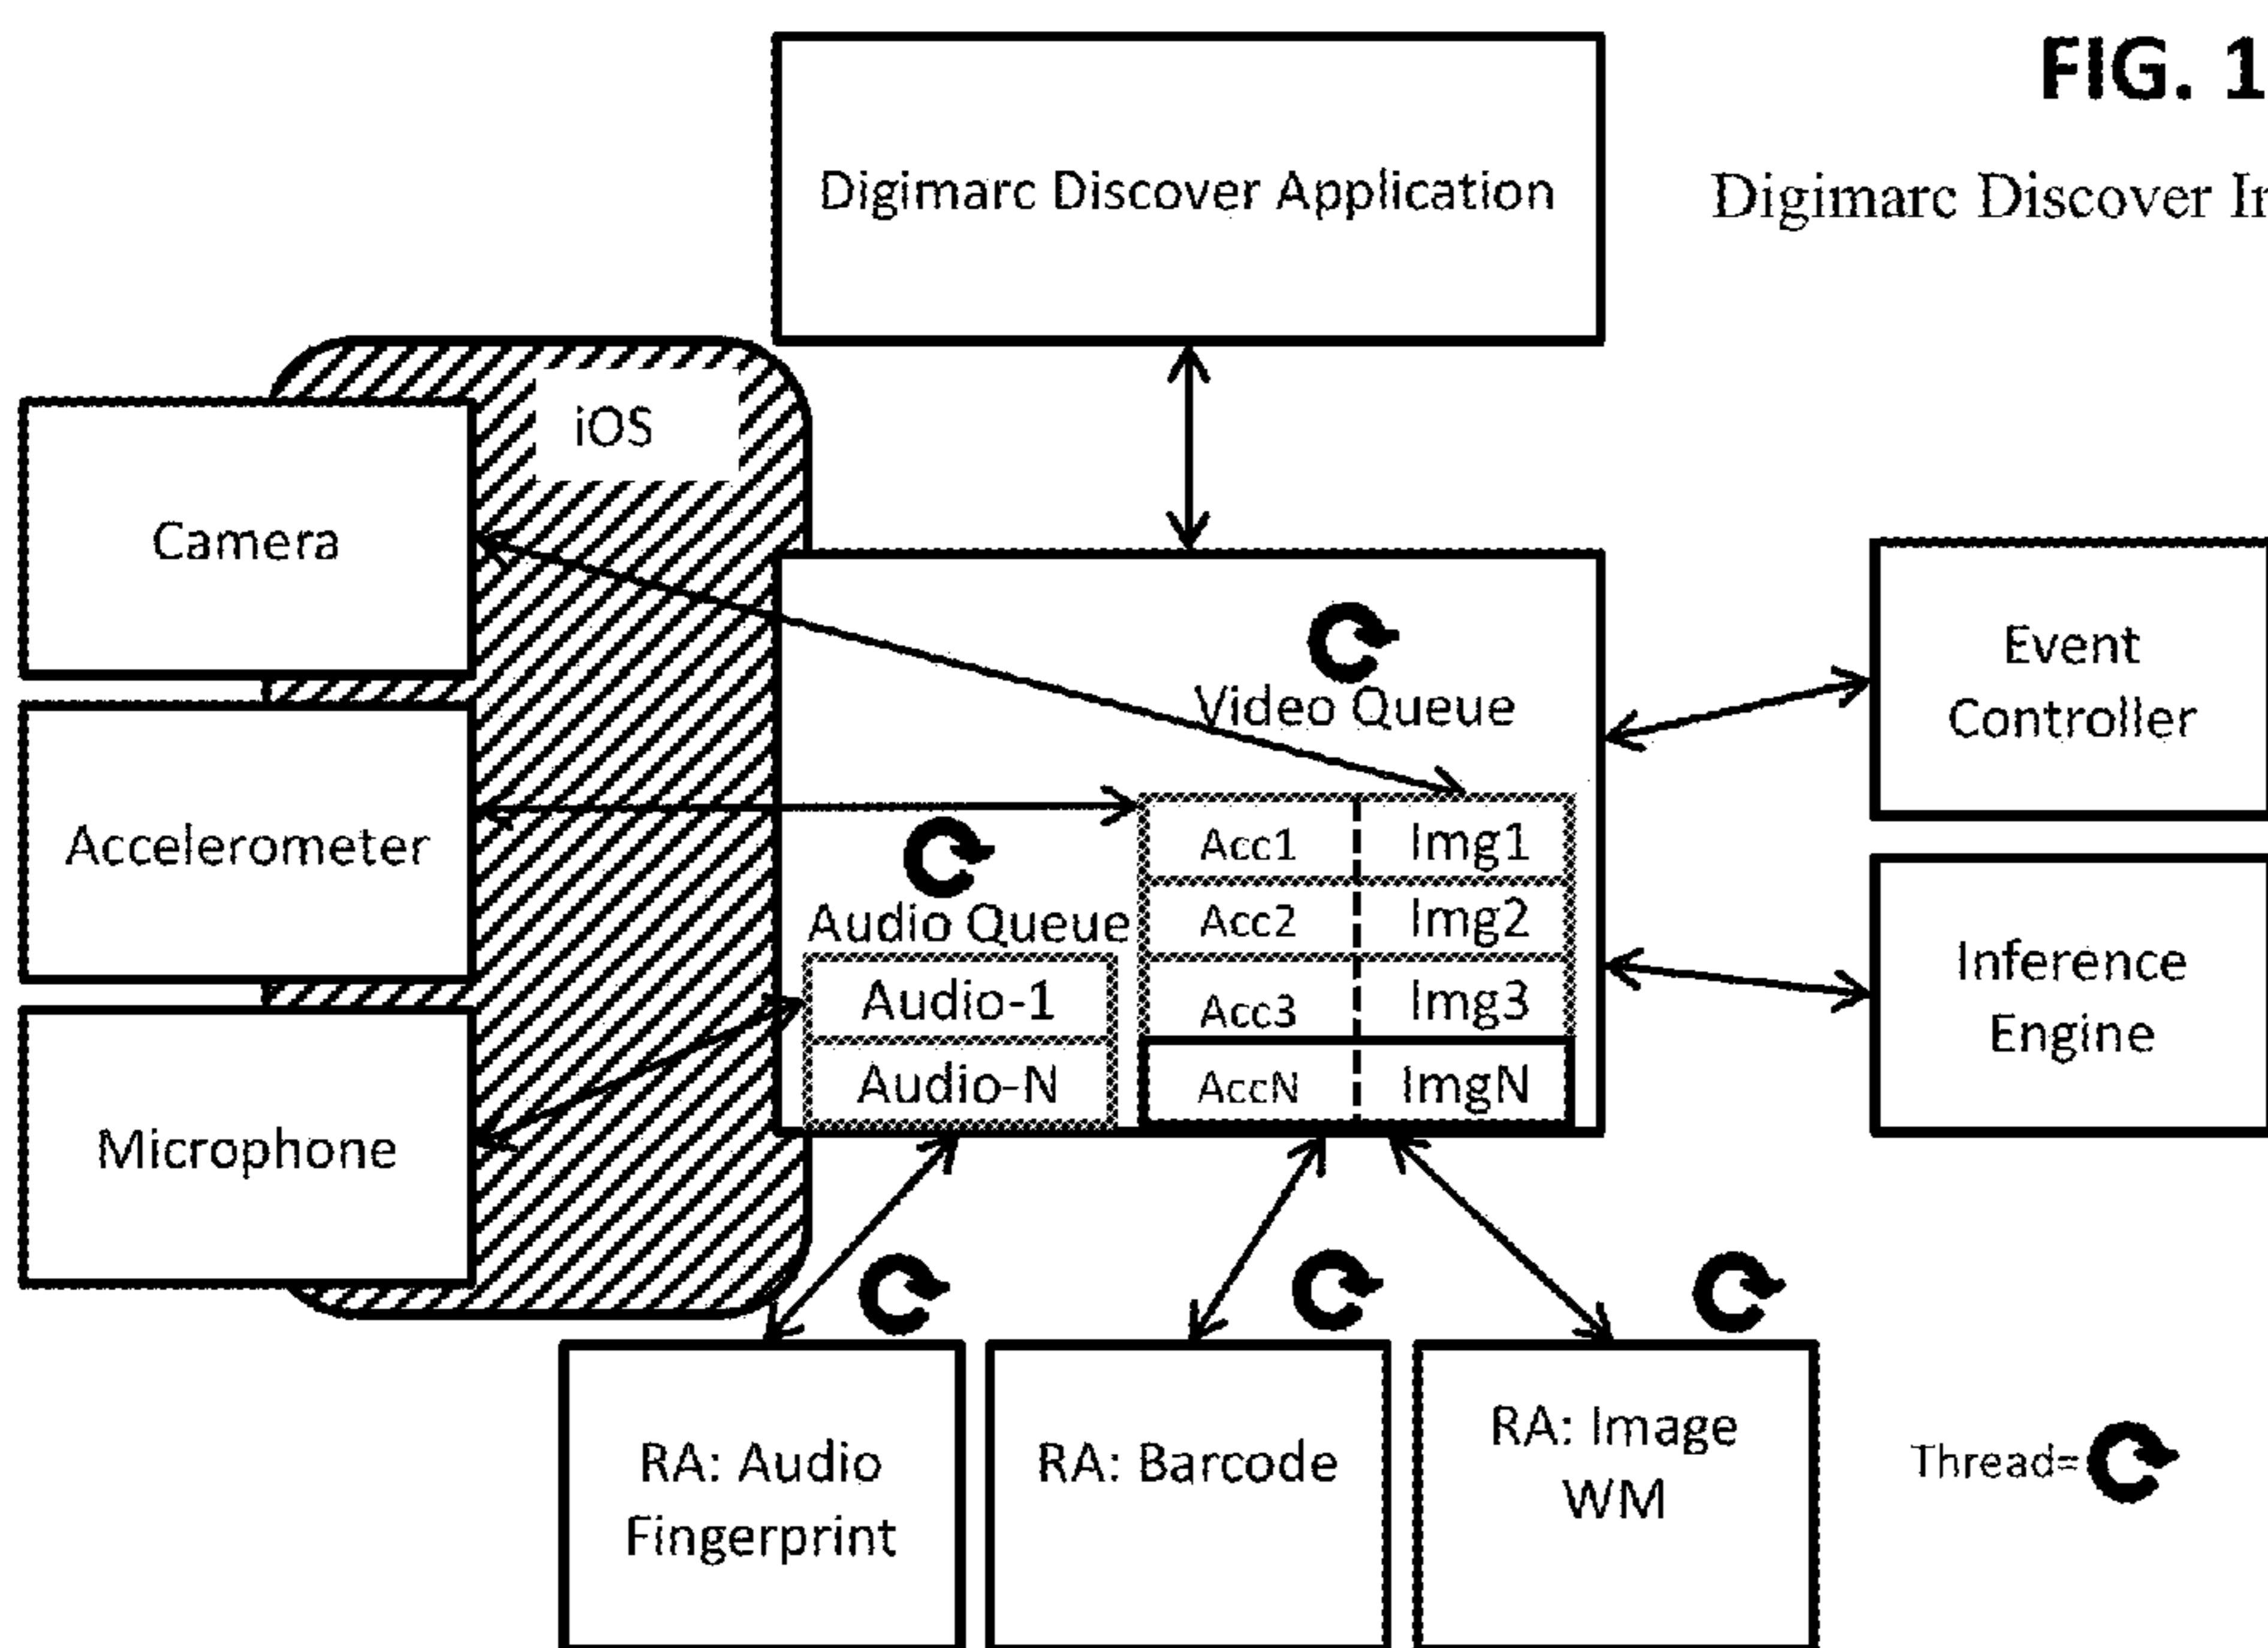 FIG. 1
Digimarc Discover Application
Digimarc Discover
iOS
Camera
Event
Controller
Video Queue
Accelerometer
Acc1 Img1
Audio Queue
Acc2 Img2
Inference
Engine
Audio-1
Acc3 Img3
Audio-N
AccN ImgN
Microphone
RA: Audio
Fingerprint
RA: Barcode
RA: Image
WM
Thread=